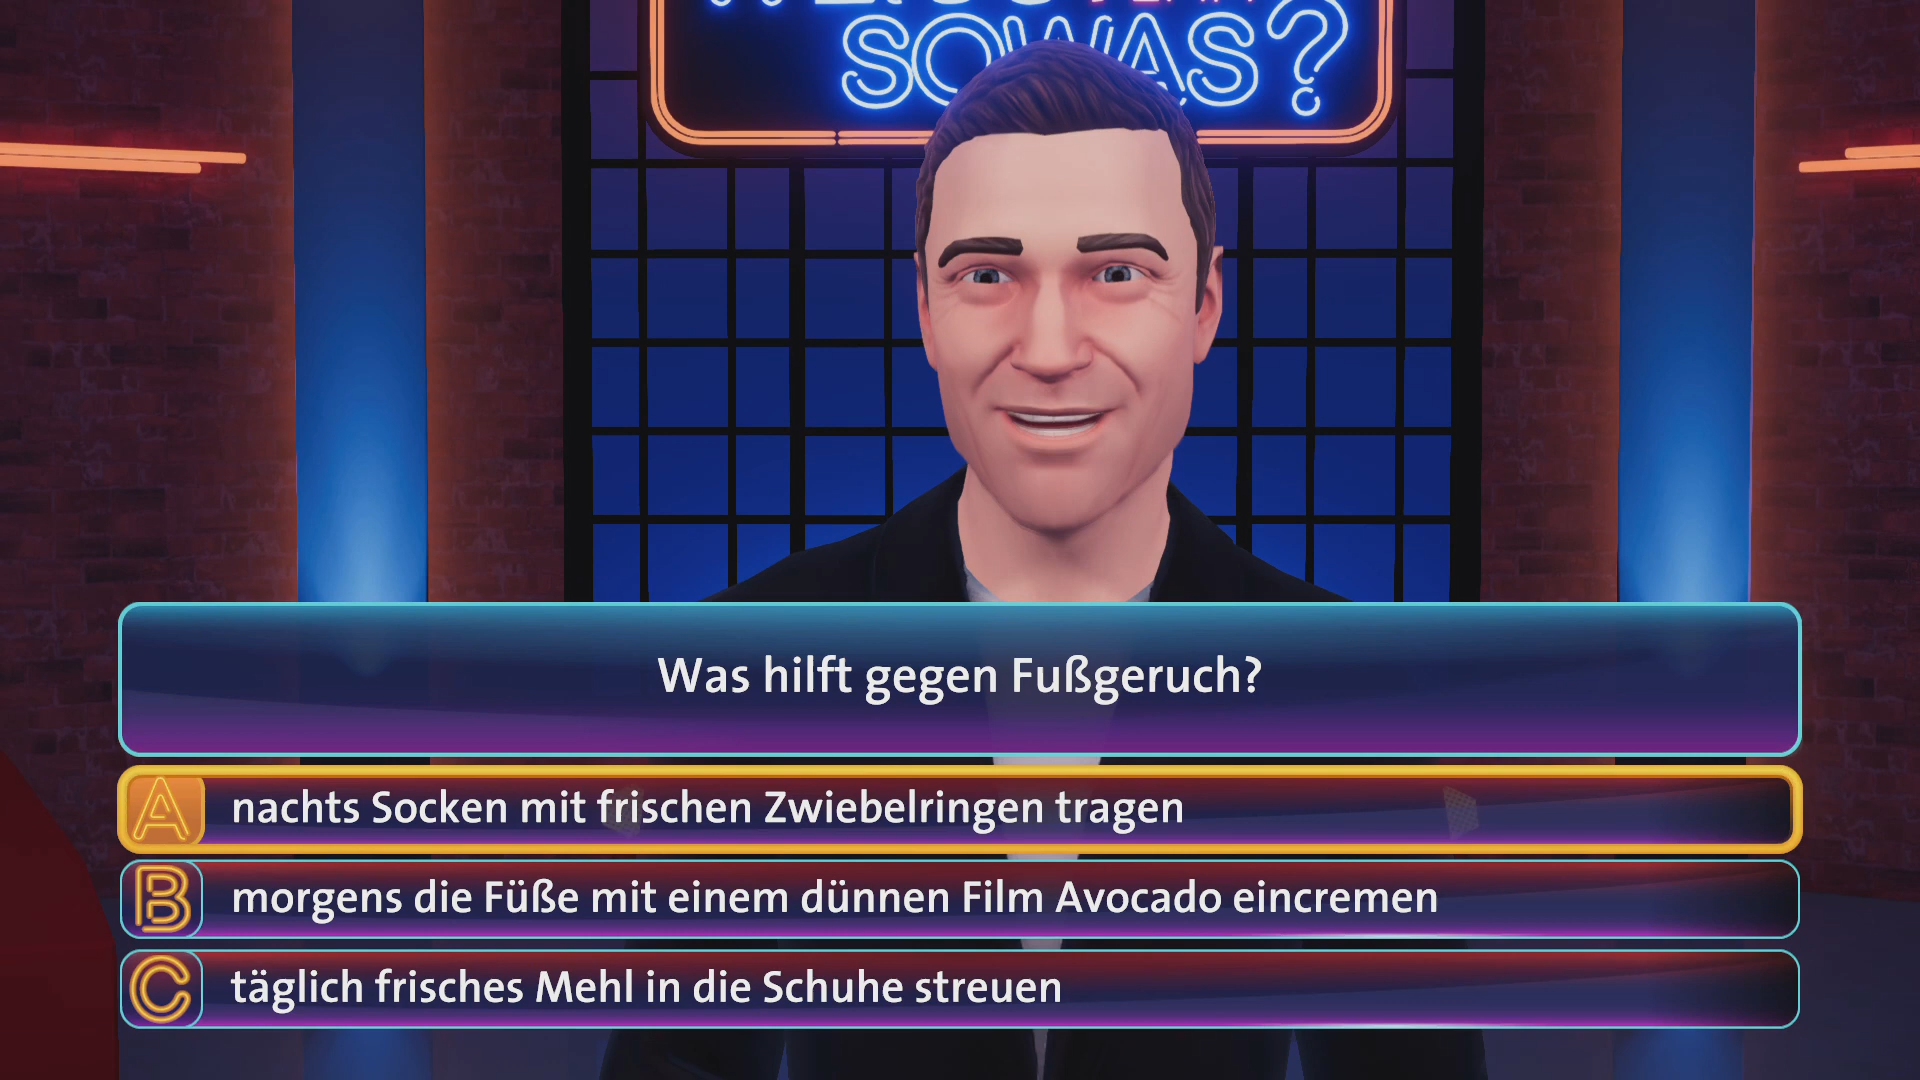 SOWAS?
Was hilft gegen Fußgeruch?
A nachts Socken mit frischen Zwiebelringen tragen
B morgens die Füße mit einem dünnen Film Avocado eincremen
C täglich frisches Mehl in die Schuhe streuen